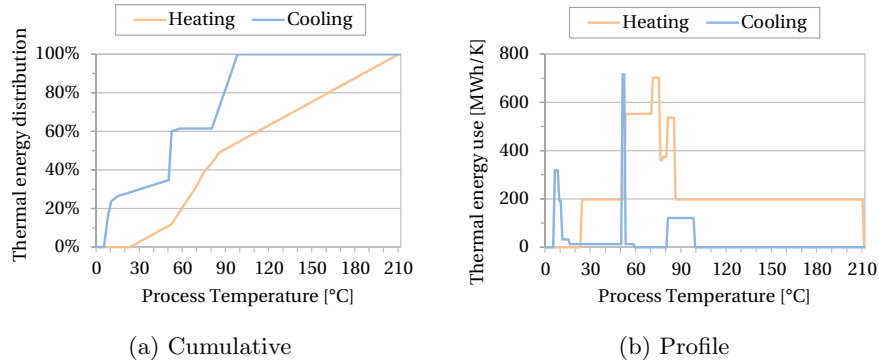 Heating Cooling
Thermal energy distribution
100%
80%
60%
40%
20%
0%
0 30 60 90 120 150 180 210
Process Temperature [°C]
(a) Cumulative
Heating Cooling
Thermal energy use [MWh/K]
800
600
400
200
0
0 30 60 90 120 150 180 210
Process Temperature [°C]
(b) Profile